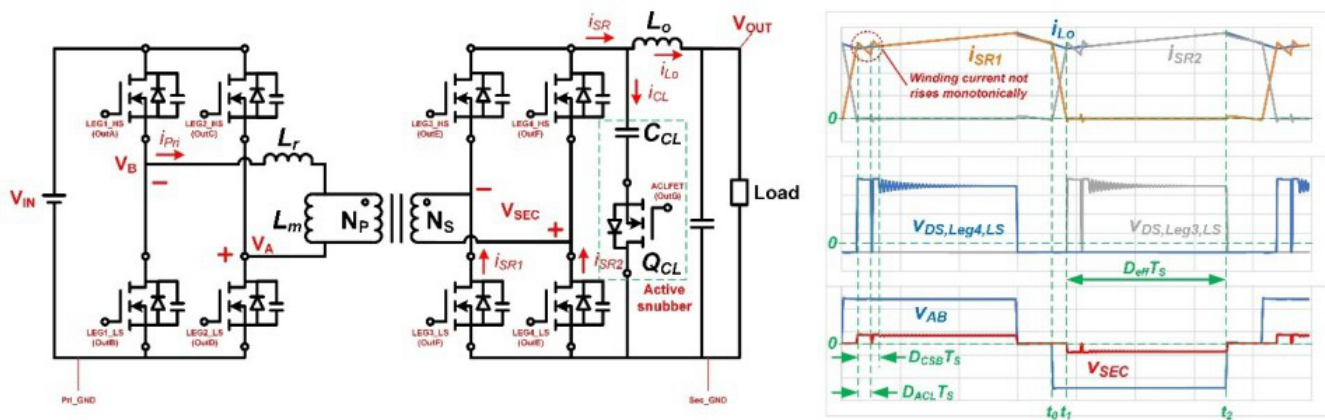 i_SR
L_o
V_OUT
i_Lo
i_CL
LEG1_HS
(OutA)
LEG2_HS
(OutC)
LEG3_HS
(OutE)
LEG4_HS
(OutF)
i_Pri
L_r
V_B
C_CL
V_IN
L_m
N_P
N_S
V_SEC
ACLFET
(OutG)
Load
V_A
Q_CL
i_SR1
i_SR2
Active
snubber
LEG1_LS
(OutB)
LEG2_LS
(OutD)
LEG3_LS
(OutF)
LEG4_LS
(OutE)
Pri_GND
Sec_GND
i_Lo
i_SR1
i_SR2
Winding current not
rises monotonically
0
v_DS,Leg4,LS
v_DS,Leg3,LS
0
D_eff T_S
V_AB
0
D_CSB T_S
V_SEC
D_ACL T_S
t_0 t_1
t_2